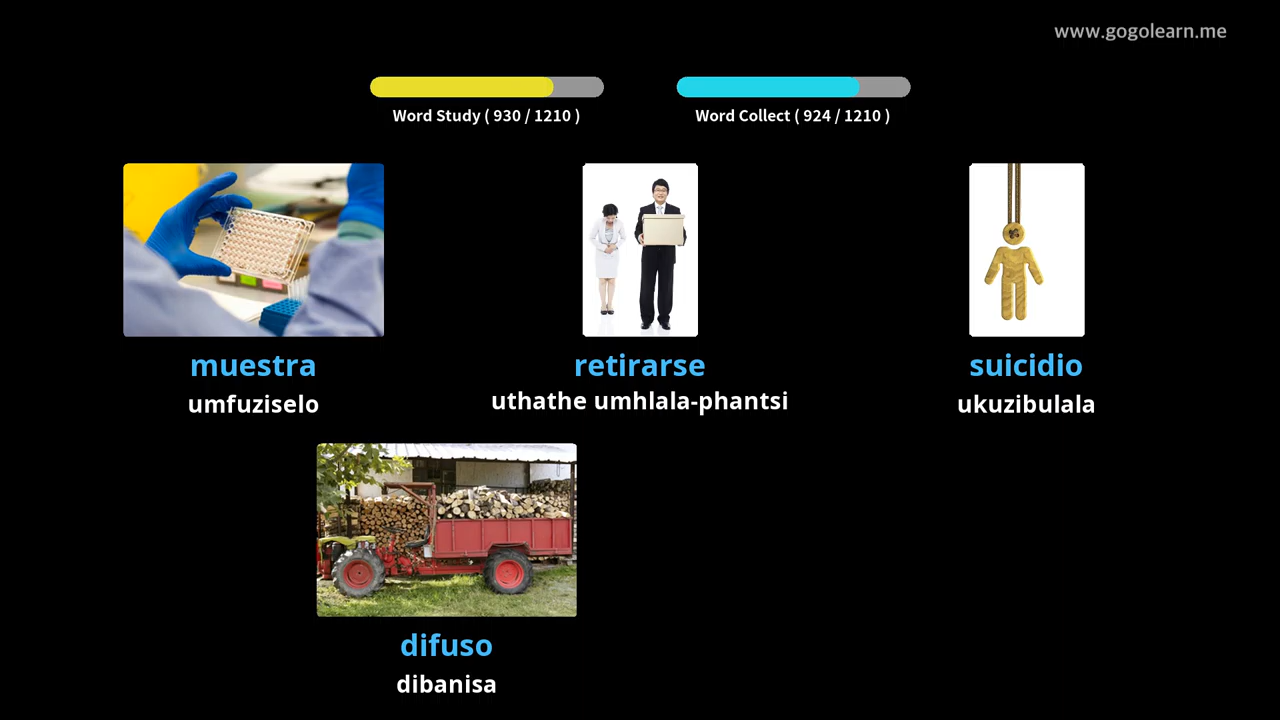 www.gogolearn.me
Word Study ( 930 / 1210 )
Word Collect ( 924 / 1210 )
muestra
umfuziselo
retirarse
uthathe umhlala-phantsi
suicidio
ukuzibulala
difuso
dibanisa